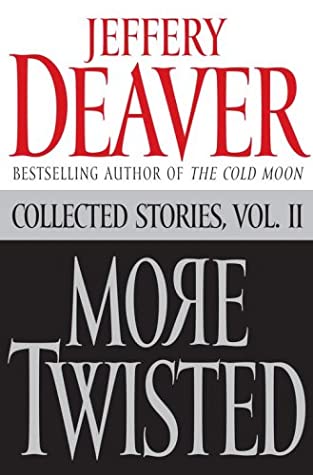 JEFFERY
DEAVER
BESTSELLING AUTHOR OF THE COLD MOON
COLLECTED STORIES, VOL. II
MORE
TWISTED